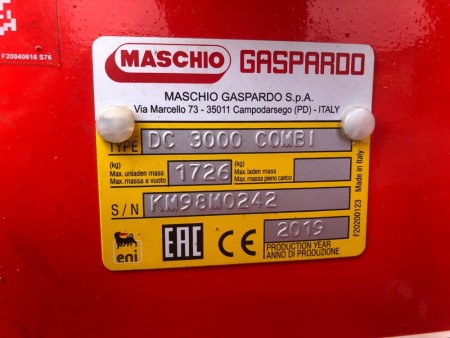 F20040616 S76
MASCHIO GASPARDO
MASCHIO GASPARDO S.p.A.
Via Marcello 73 - 35011 Campodarsego (PD) - ITALY
TYPE DC 3000 COMBI
(kg)
Max. unladen mass
Max. massa a vuoto
1726
(kg)
Max. laden mass
Max. massa pieno carico
S/N KM98M0242
eni
EAC CE
2019
PRODUCTION YEAR
ANNO DI PRODUZIONE
F20200123 Made in Italy